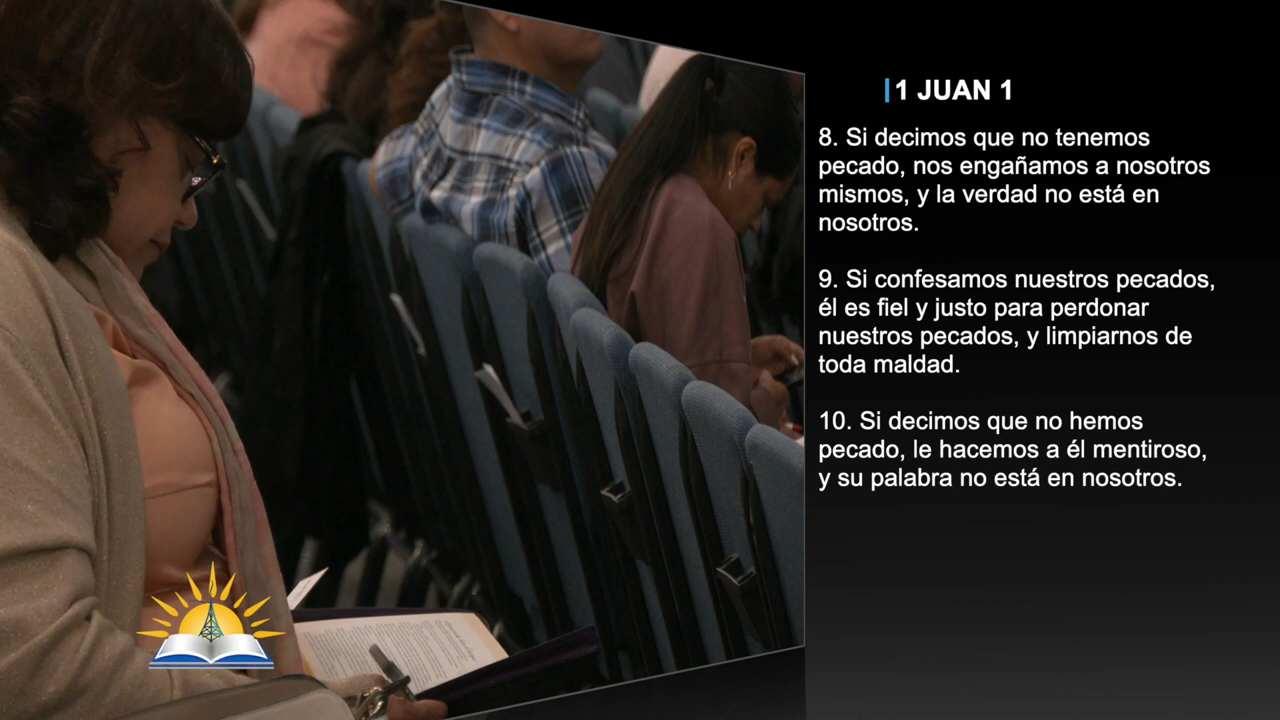 1 JUAN 1
8. Si decimos que no tenemos
pecado, nos engañamos a nosotros
mismos, y la verdad no está en
nosotros.
9. Si confesamos nuestros pecados,
él es fiel y justo para perdonar
nuestros pecados, y limpiarnos de
toda maldad.
10. Si decimos que no hemos
pecado, le hacemos a él mentiroso,
y su palabra no está en nosotros.